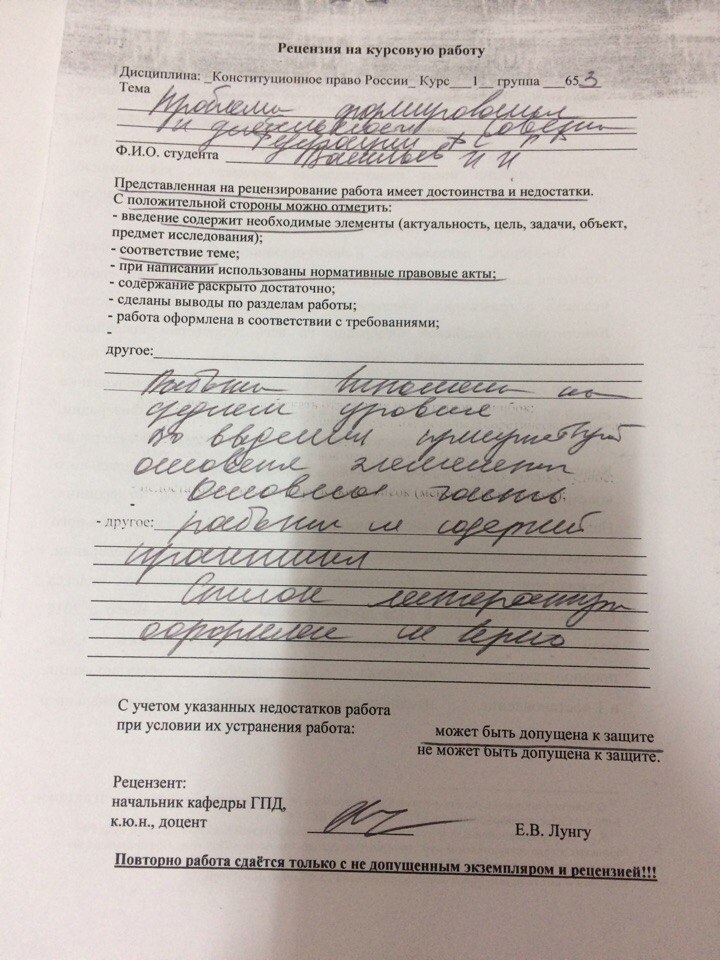 Рецензия на курсовую работу
Дисциплина: _Конституционное право России_ Курс___1__ группа ___653
Тема
Проблемы формирования
и деятельности Совета
Федерации РФ
Ф.И.О. студента Васильев И И
Представленная на рецензирование работа имеет достоинства и недостатки.
С положительной стороны можно отметить:
- введение содержит необходимые элементы (актуальность, цель, задачи, объект,
предмет исследования);
- соответствие теме;
- при написании использованы нормативные правовые акты;
- содержание раскрыто достаточно;
- сделаны выводы по разделам работы;
- работа оформлена в соответствии с требованиями;
-
другое:
Работа выполнена на
среднем уровне
Во введении присутствуют
основные элементы
-
Основная часть
- другое: работы не содержит
практики
Список литературы
оформлен не верно
С учетом указанных недостатков работа
при условии их устранения работа:
может быть допущена к защите
не может быть допущена к защите.
Рецензент:
начальник кафедры ГПД,
к.ю.н., доцент
Е.В. Лунгу
Повторно работа сдаётся только с не допущенным экземпляром и рецензией!!!